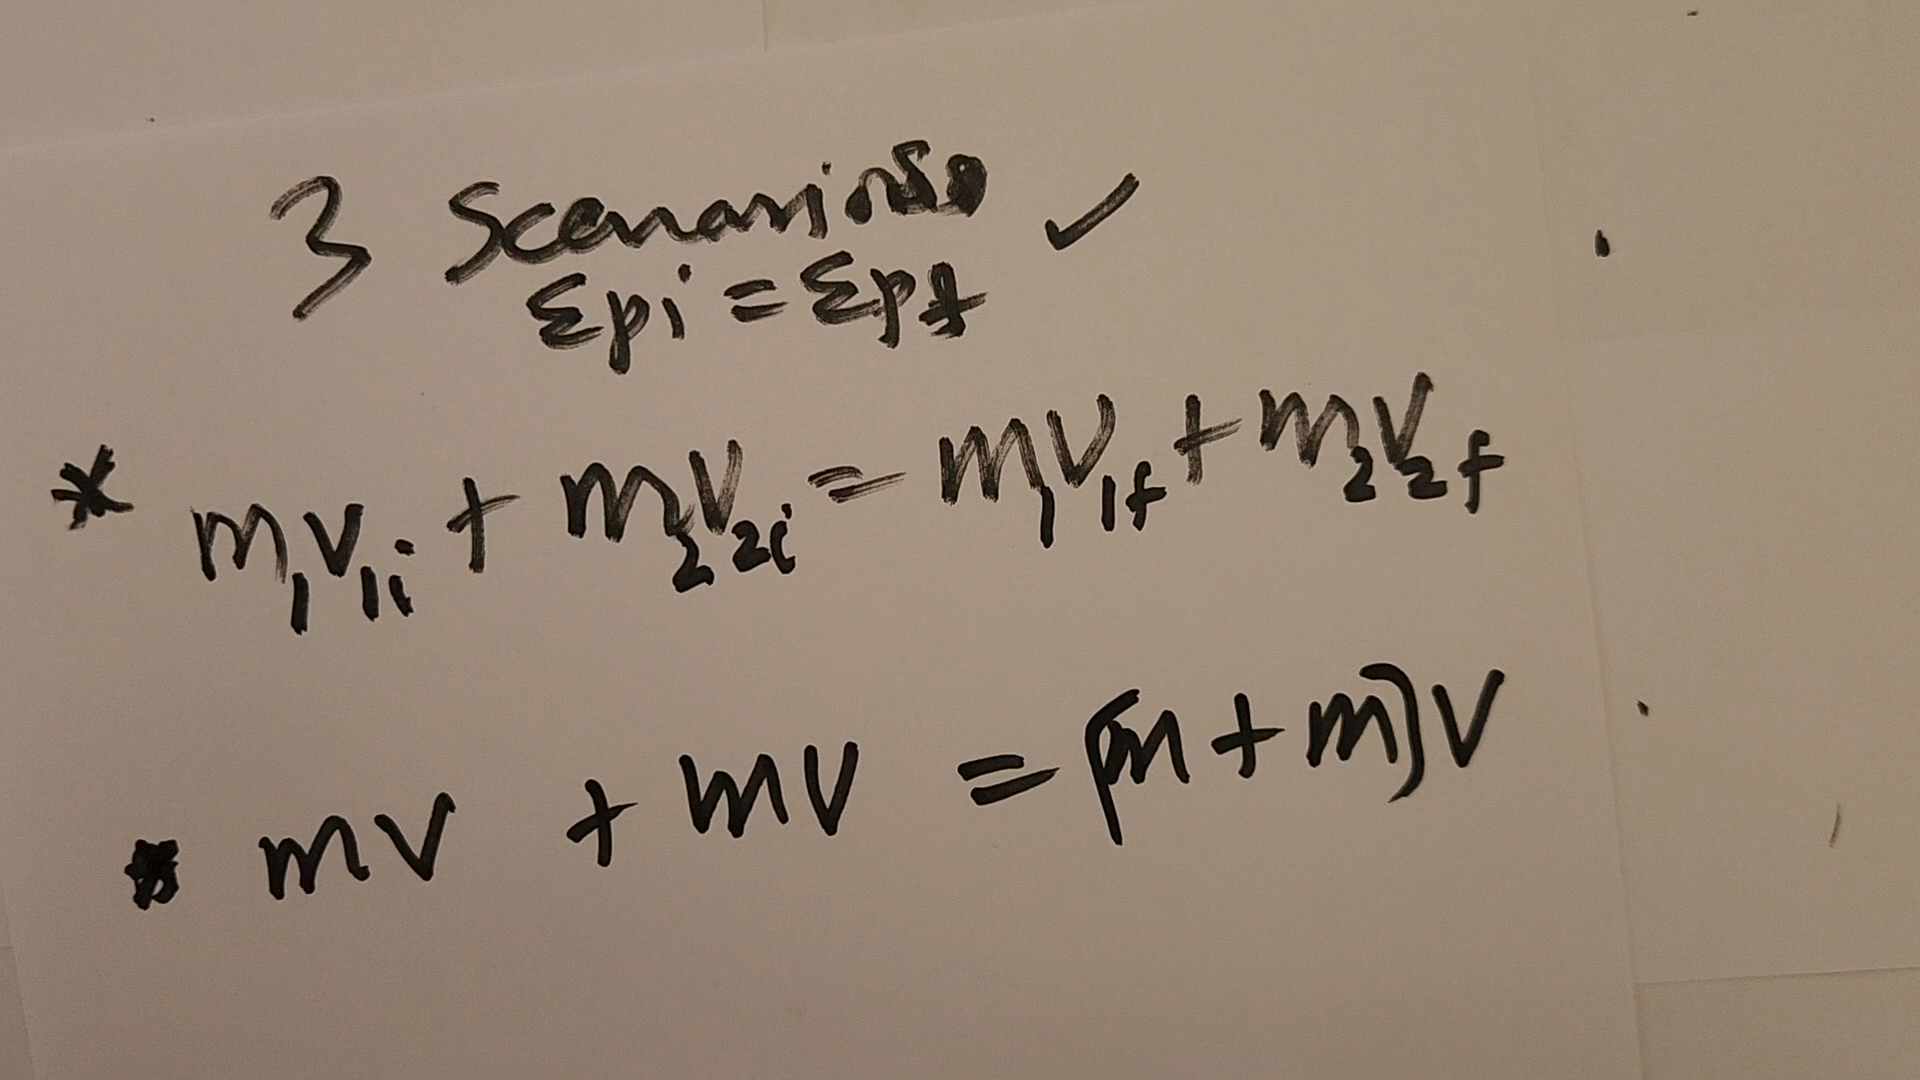 3 Scenarios ✓
Σpi = Σpf
* m₁v₁ᵢ + m₂v₂ᵢ = m₁v₁f + m₂v₂f
* mv + mv = (m + m)v